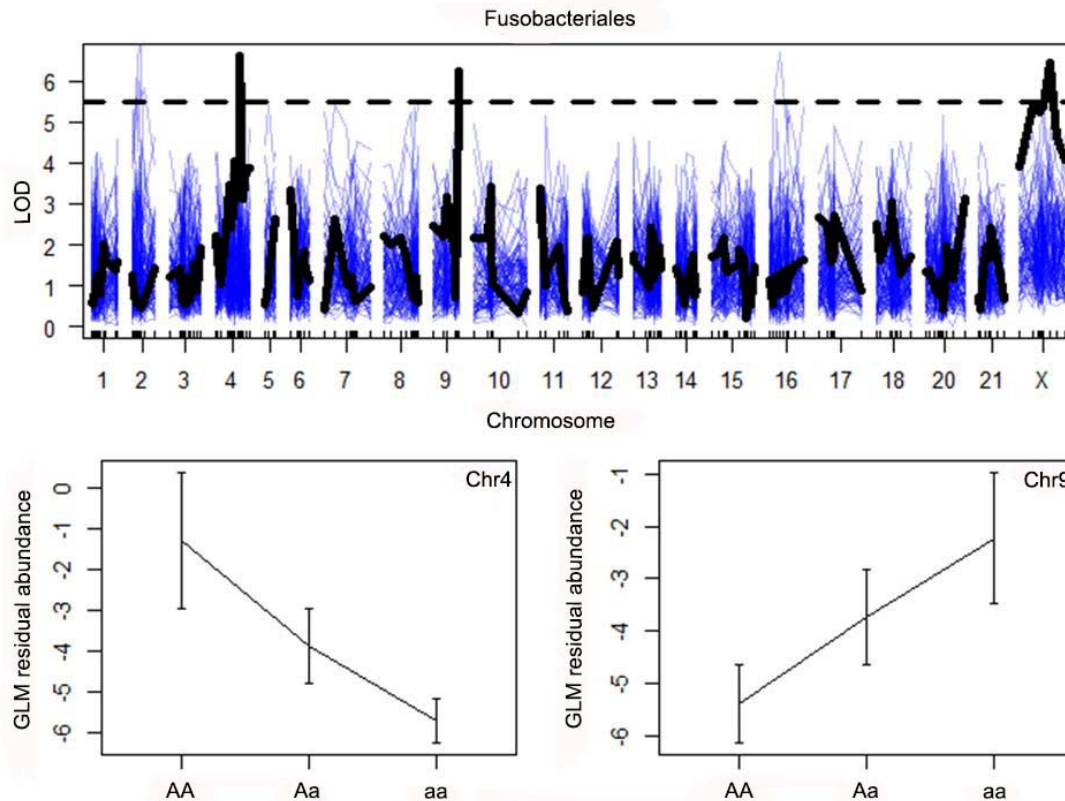 Fusobacteriales
LOD
6
5
4
3
2
1
0
1 2 3 4 5 6 7 8 9 10 11 12 13 14 15 16 17 18 20 21 X
Chromosome
Chr4
GLM residual abundance
0
-1
-2
-3
-4
-5
-6
AA Aa aa
Chr9
GLM residual abundance
-1
-2
-3
-4
-5
-6
AA Aa aa